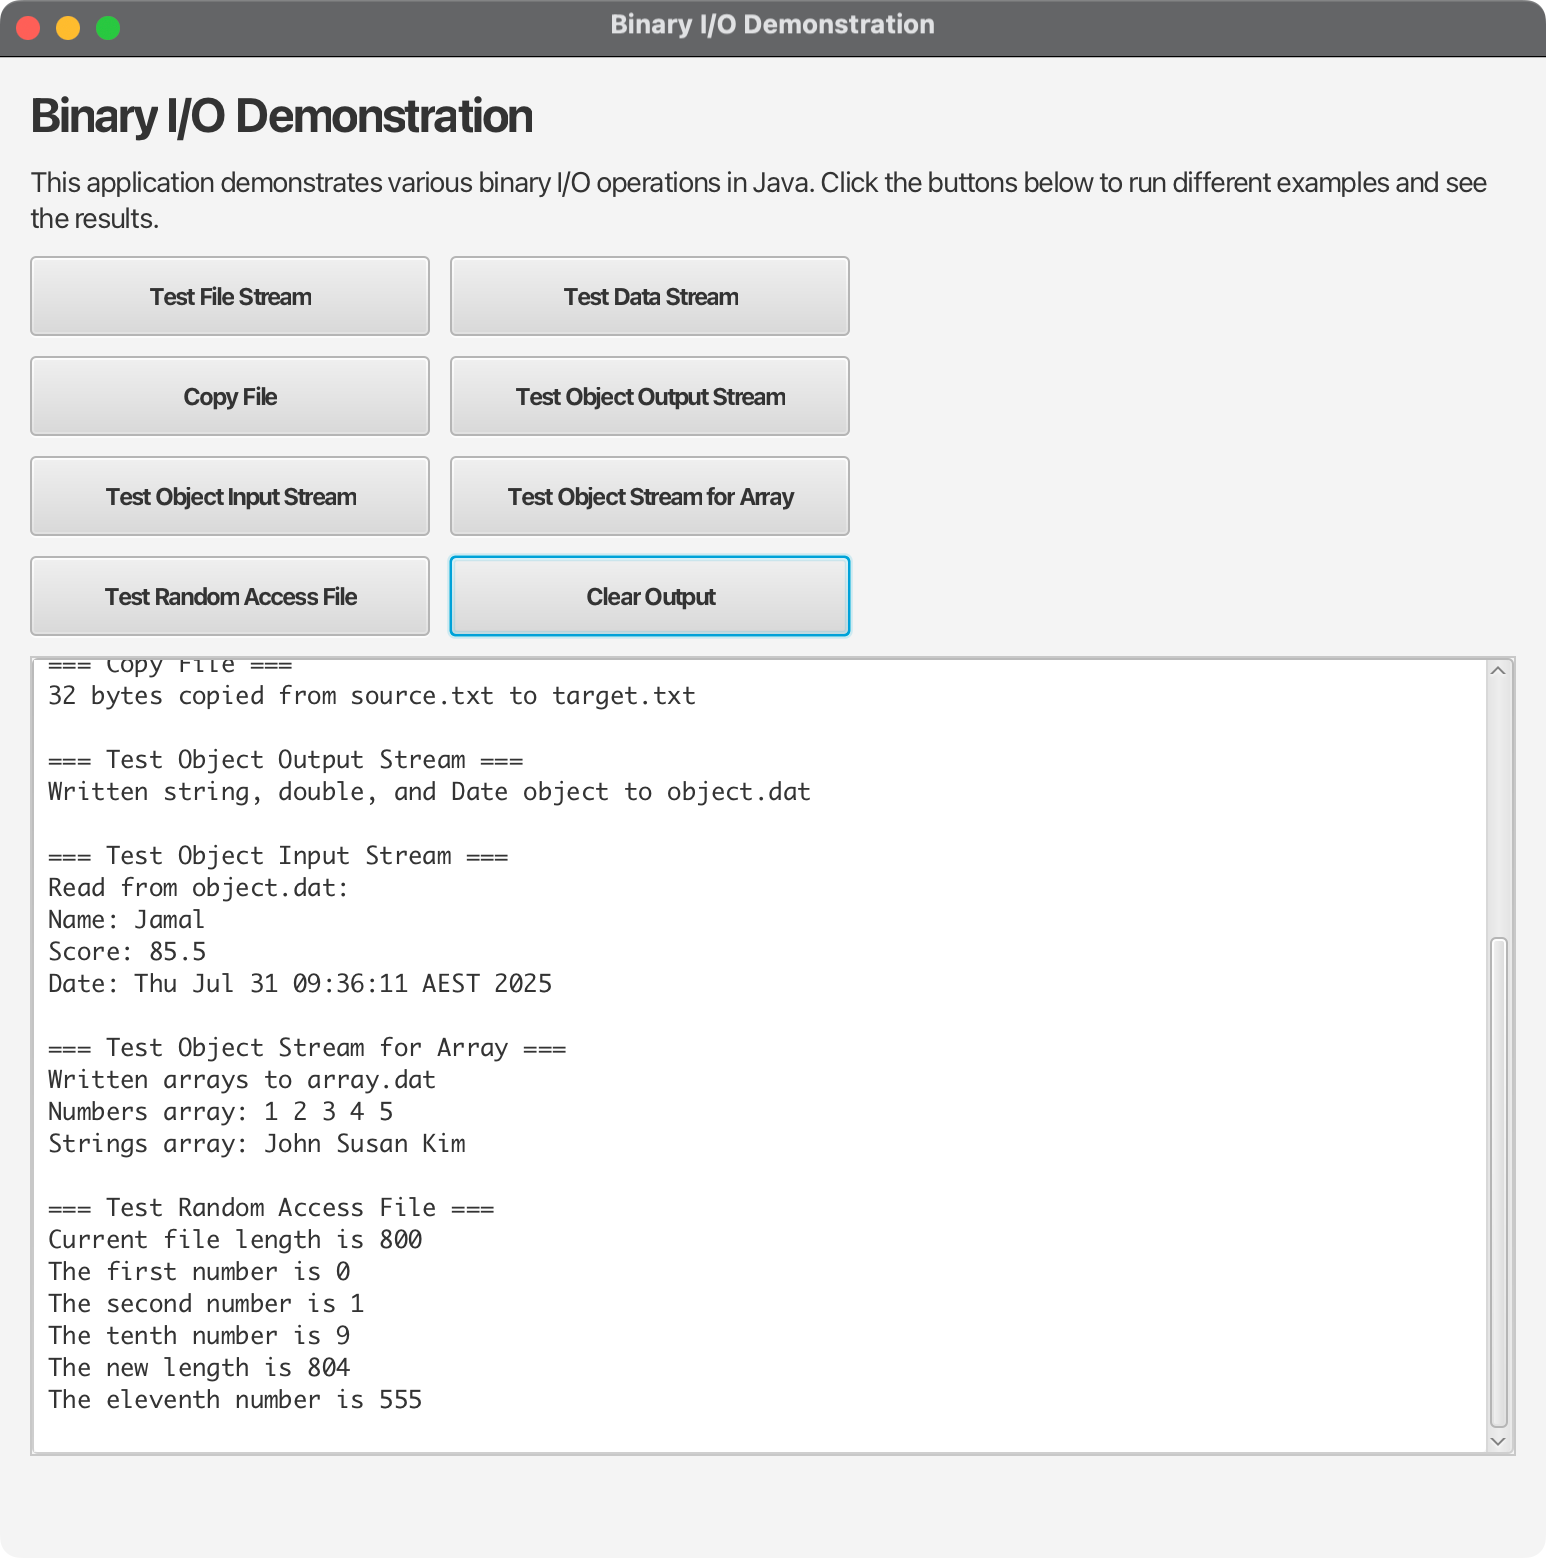 Binary I/O Demonstration
Binary I/O Demonstration
This application demonstrates various binary I/O operations in Java. Click the buttons below to run different examples and see
the results.
Test File Stream
Test Data Stream
Copy File
Test Object Output Stream
Test Object Input Stream
Test Object Stream for Array
Test Random Access File
Clear Output
=== Copy File ===
32 bytes copied from source.txt to target.txt
=== Test Object Output Stream ===
Written string, double, and Date object to object.dat
=== Test Object Input Stream ===
Read from object.dat:
Name: Jamal
Score: 85.5
Date: Thu Jul 31 09:36:11 AEST 2025
=== Test Object Stream for Array ===
Written arrays to array.dat
Numbers array: 1 2 3 4 5
Strings array: John Susan Kim
=== Test Random Access File ===
Current file length is 800
The first number is 0
The second number is 1
The tenth number is 9
The new length is 804
The eleventh number is 555